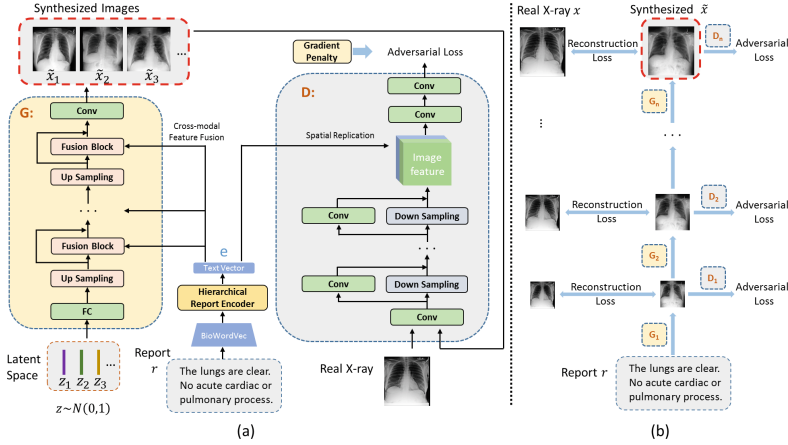 Synthesized Images
x̃1 x̃2 x̃3 ...
G:
Conv
Fusion Block
Up Sampling
. . .
Fusion Block
Up Sampling
FC
Latent
Space
z1 z2 z3 ...
z~N(0,1)
Cross-modal
Feature Fusion
e
Text Vector
Hierarchical
Report Encoder
BioWordVec
Report
r
The lungs are clear.
No acute cardiac or
pulmonary process.
Gradient
Penalty
Adversarial Loss
D:
Conv
Conv
Spatial Replication
Image
feature
Conv
Down Sampling
...
Conv
Down Sampling
Conv
Real X-ray
(a)
Real X-ray x
Synthesized x̃
Reconstruction
Loss
Dn
Adversarial
Loss
Gn
...
. . .
Reconstruction
Loss
D2
Adversarial
Loss
G2
Reconstruction
Loss
D1
Adversarial
Loss
G1
Report r
The lungs are clear.
No acute cardiac or
pulmonary process.
(b)